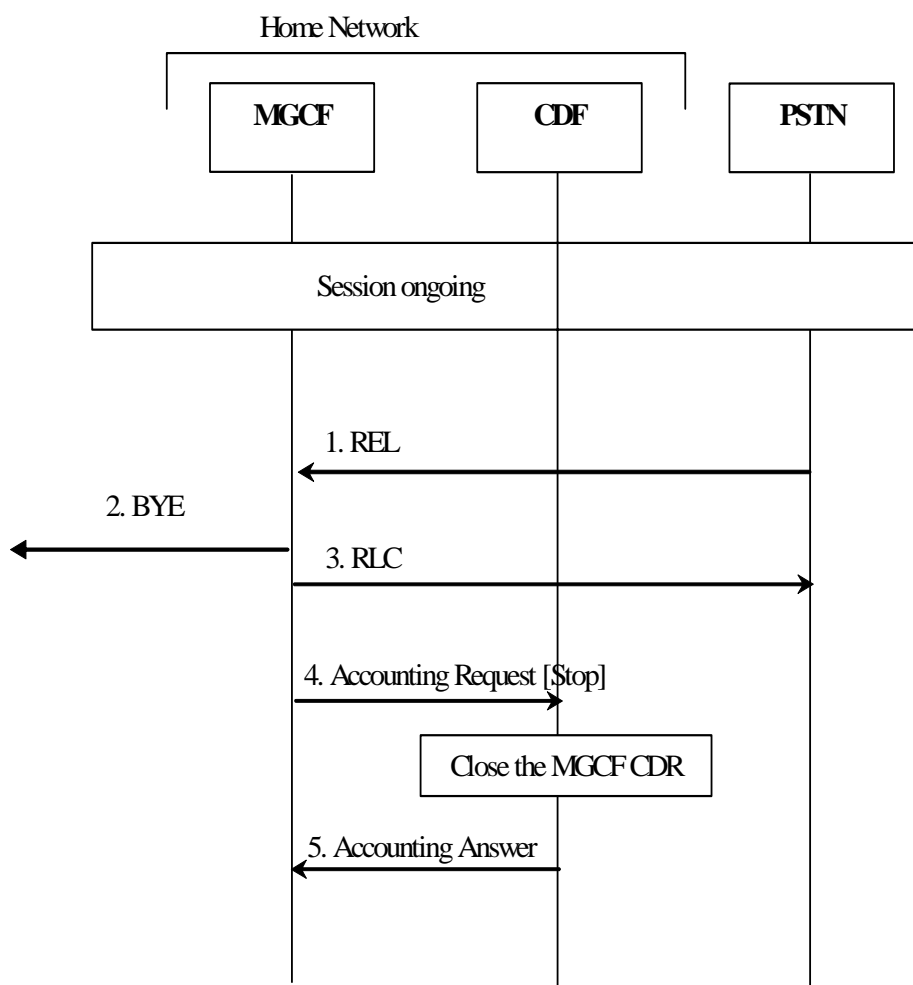 Home Network
MGCF
CDF
PSTN
Session ongoing
1. REL
2. BYE
3. RLC
4. Accounting Request [Stop]
Close the MGCF CDR
5. Accounting Answer